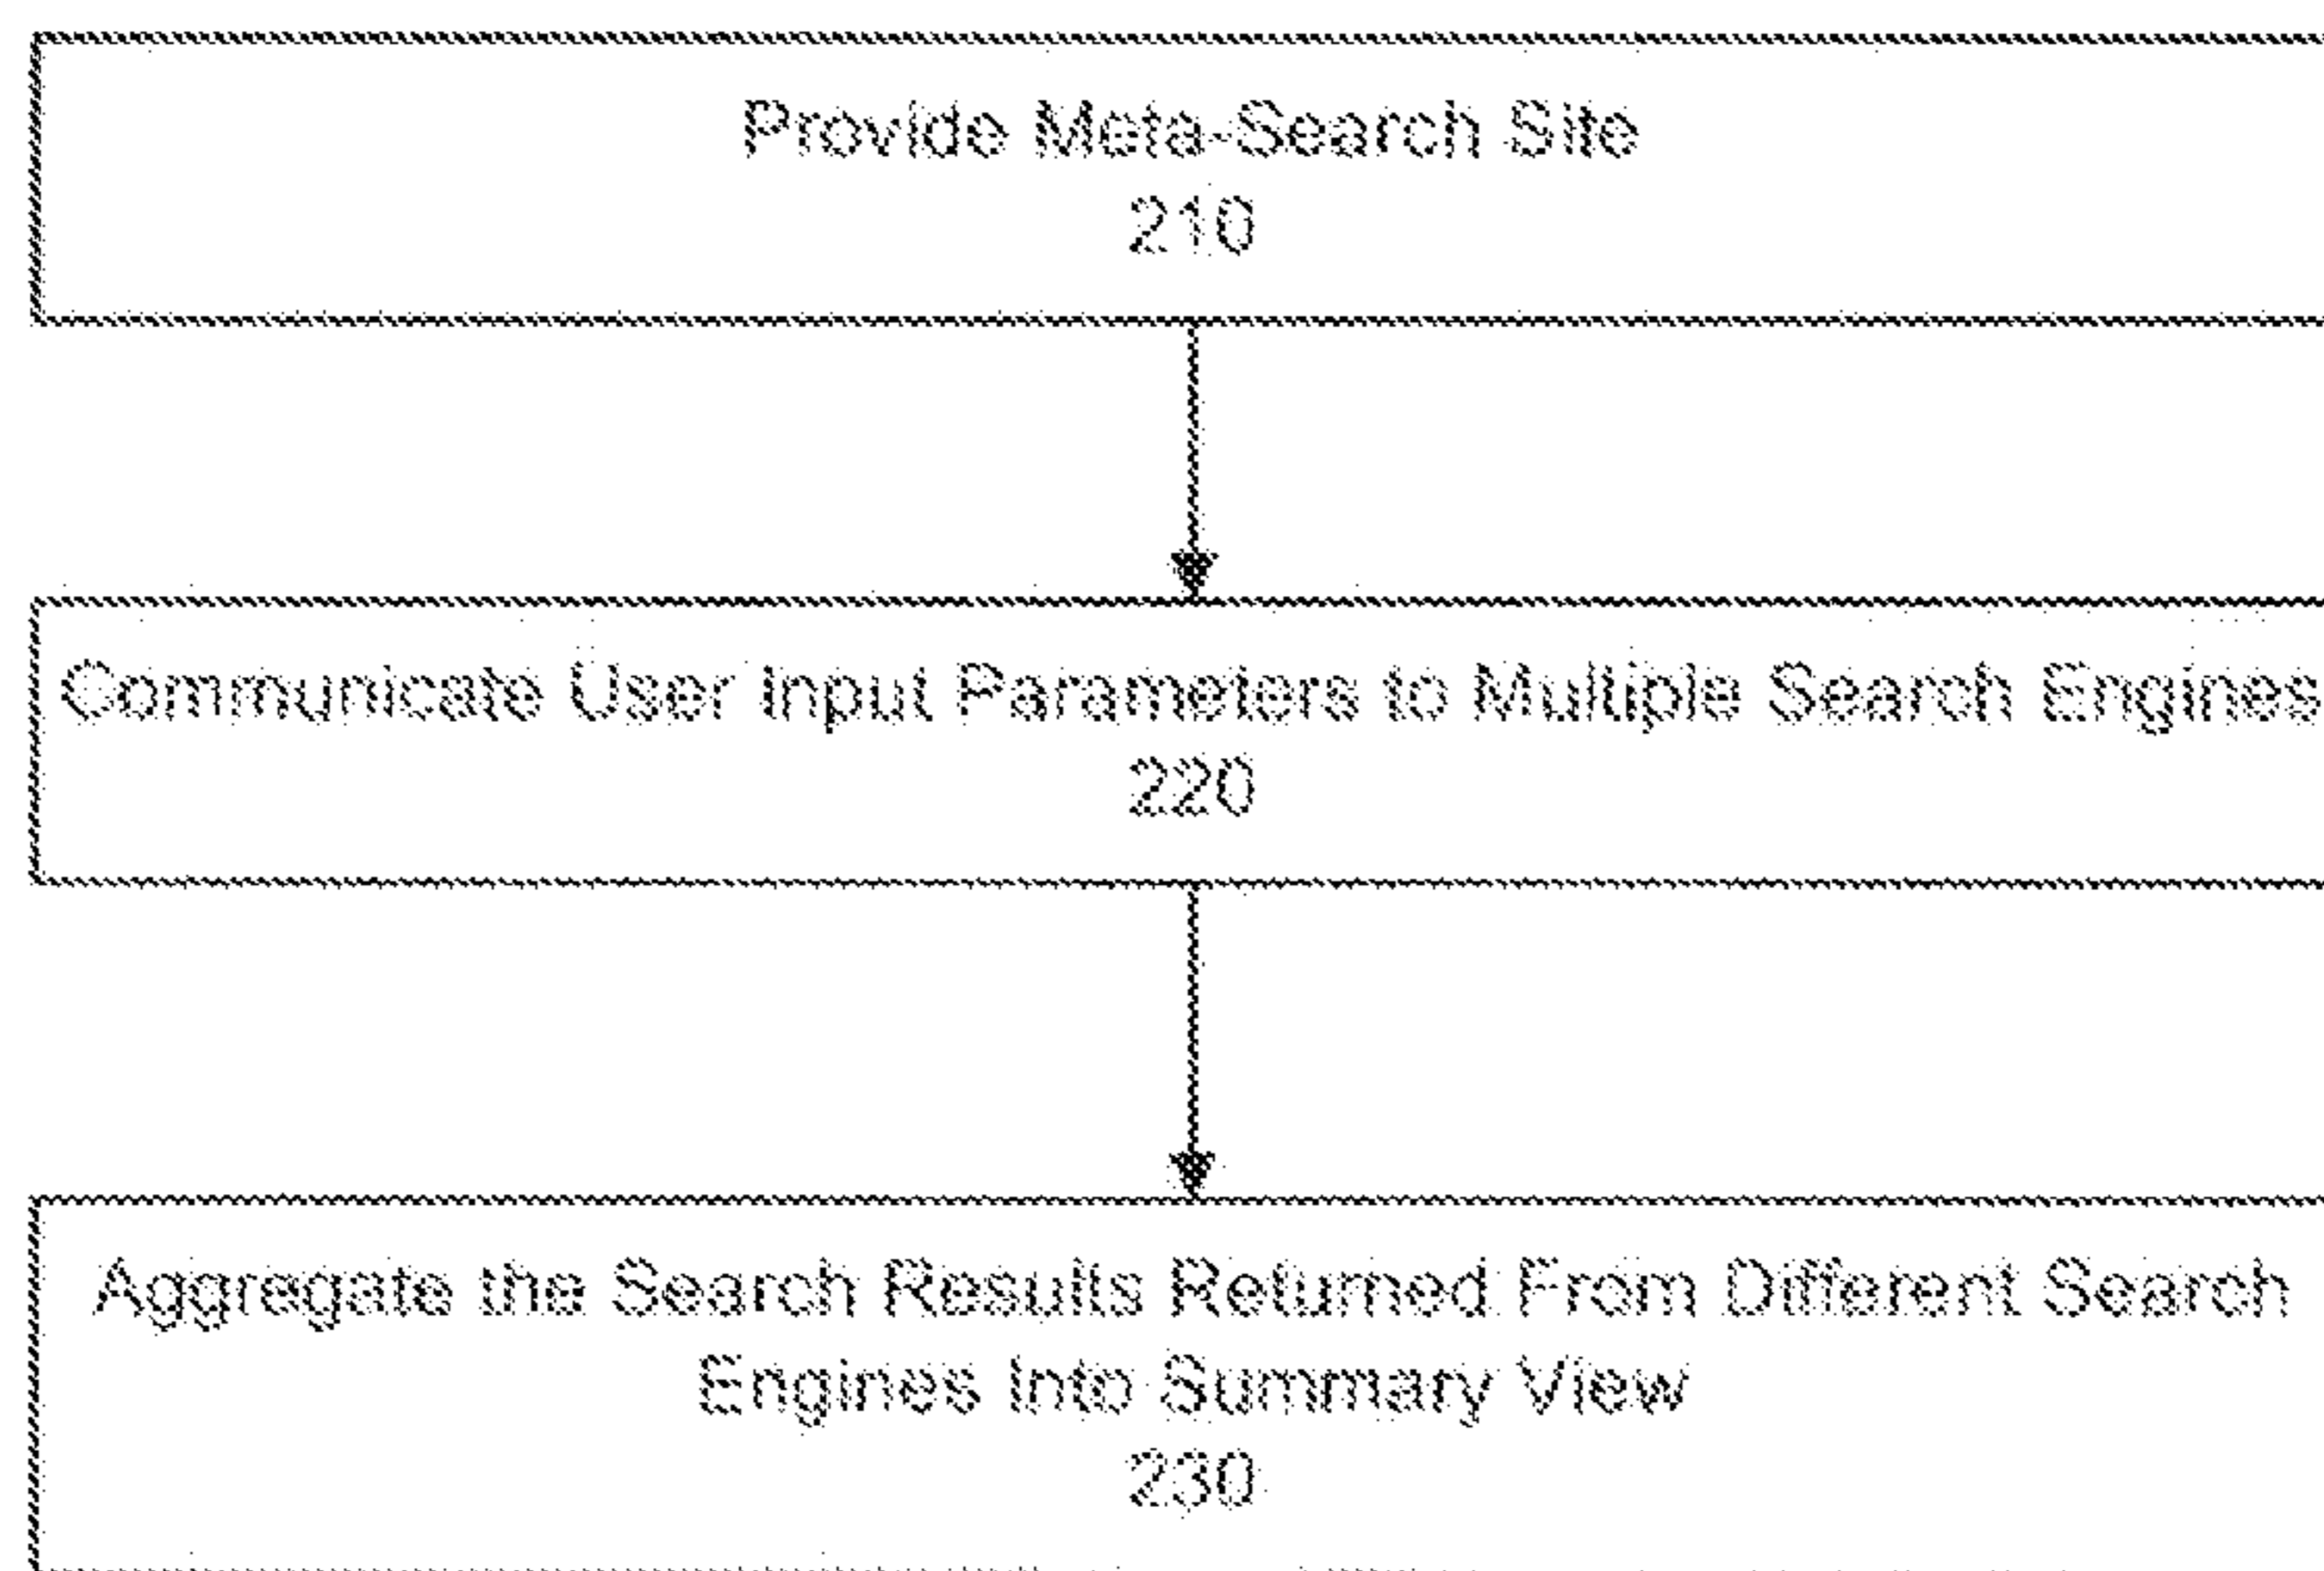 Provide Meta-Search Site
210
Communicate User Input Parameters to Multiple Search Engines
220
Aggregate the Search Results Returned From Different Search
Engines Into Summary View
230